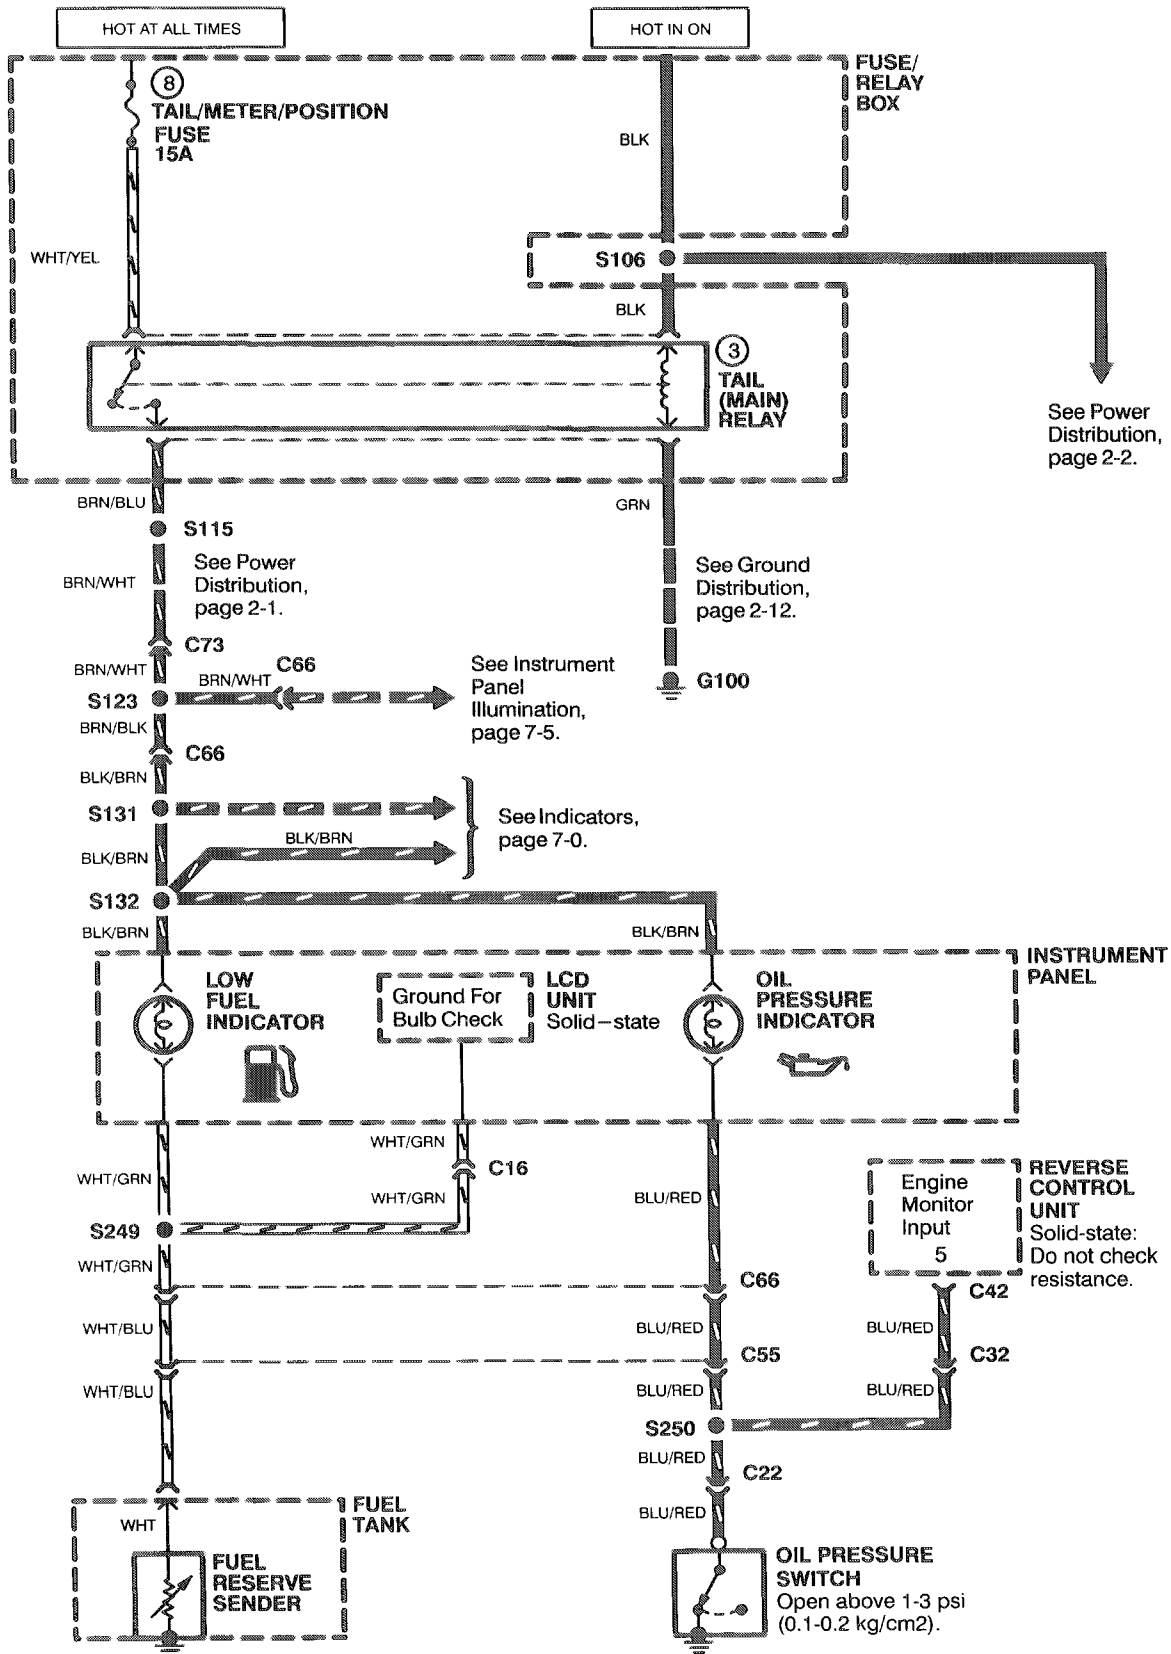 HOT AT ALL TIMES
HOT IN ON
FUSE/
RELAY
BOX
8
TAIL/METER/POSITION
FUSE
15A
BLK
WHT/YEL
S106
BLK
3
TAIL
(MAIN)
RELAY
See Power
Distribution,
page 2-2.
BRN/BLU
GRN
S115
See Power
Distribution,
page 2-1.
BRN/WHT
See Ground
Distribution,
page 2-12.
C73
BRN/WHT
C66
BRN/WHT
S123
See Instrument
Panel
Illumination,
page 7-5.
G100
BRN/BLK
C66
BLK/BRN
S131
See Indicators,
page 7-0.
BLK/BRN
BLK/BRN
S132
BLK/BRN
BLK/BRN
INSTRUMENT
PANEL
LOW
FUEL
INDICATOR
Ground For
Bulb Check
LCD
UNIT
Solid-state
OIL
PRESSURE
INDICATOR
WHT/GRN
C16
WHT/GRN
WHT/GRN
BLU/RED
Engine
Monitor
Input
5
REVERSE
CONTROL
UNIT
Solid-state:
Do not check
resistance.
S249
WHT/GRN
C66
C42
WHT/BLU
BLU/RED
BLU/RED
C55
C32
WHT/BLU
BLU/RED
BLU/RED
S250
BLU/RED
C22
BLU/RED
FUEL
TANK
WHT
FUEL
RESERVE
SENDER
OIL PRESSURE
SWITCH
Open above 1-3 psi
(0.1-0.2 kg/cm2).